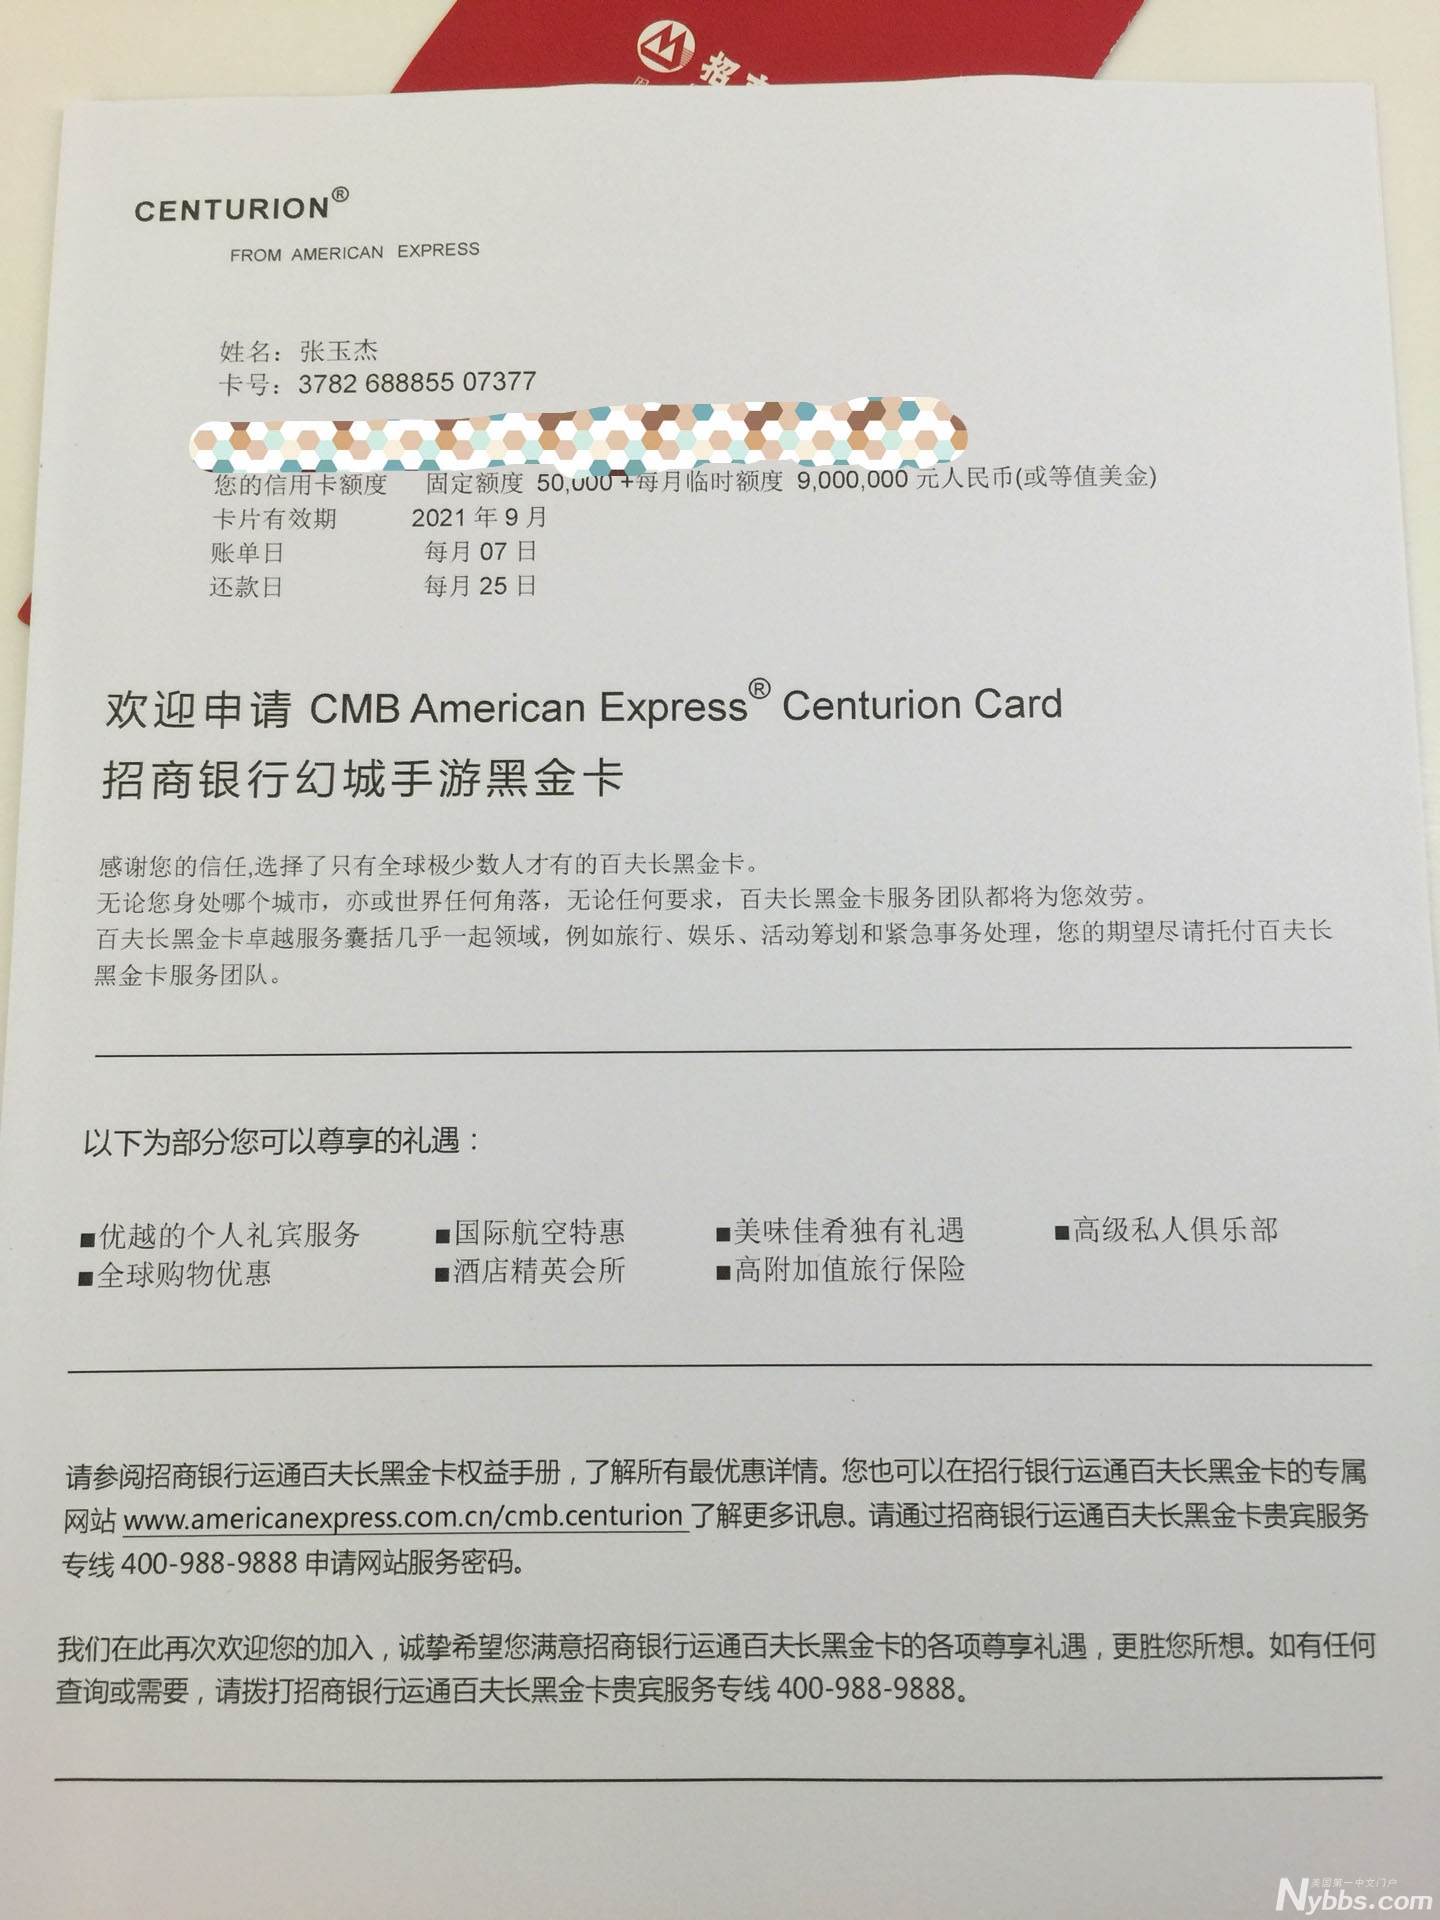 招
CENTURION®
FROM AMERICAN EXPRESS
姓名：张玉杰
卡号：3782 688855 07377
您的信用卡额度 固定额度 50,000 +每月临时额度 9,000,000 元人民币(或等值美金)
卡片有效期 2021 年 9 月
账单日 每月 07 日
还款日 每月 25 日
欢迎申请 CMB American Express® Centurion Card
招商银行幻城手游黑金卡
感谢您的信任,选择了只有全球极少数人才有的百夫长黑金卡。
无论您身处哪个城市，亦或世界任何角落，无论任何要求，百夫长黑金卡服务团队都将为您效劳。
百夫长黑金卡卓越服务囊括几乎一起领域，例如旅行、娱乐、活动筹划和紧急事务处理，您的期望尽请托付百夫长
黑金卡服务团队。
以下为部分您可以尊享的礼遇：
■优越的个人礼宾服务 ■国际航空特惠 ■美味佳肴独有礼遇 ■高级私人俱乐部
■全球购物优惠 ■酒店精英会所 ■高附加值旅行保险
请参阅招商银行运通百夫长黑金卡权益手册，了解所有最优惠详情。您也可以在招行银行运通百夫长黑金卡的专属
网站 www.americanexpress.com.cn/cmb.centurion 了解更多讯息。请通过招商银行运通百夫长黑金卡贵宾服务
专线 400-988-9888 申请网站服务密码。
我们在此再次欢迎您的加入，诚挚希望您满意招商银行运通百夫长黑金卡的各项尊享礼遇，更胜您所想。如有任何
查询或需要，请拨打招商银行运通百夫长黑金卡贵宾服务专线 400-988-9888。
美国第一中文门户
Nybbs.com